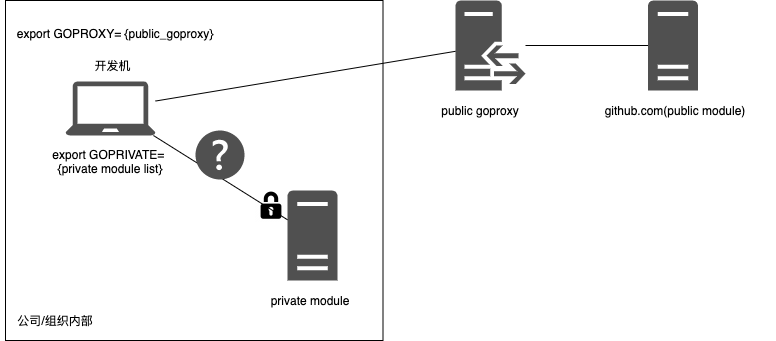 export GOPROXY= {public_goproxy}
开发机
export GOPRIVATE=
{private module list}
?
public goproxy
github.com(public module)
private module
公司/组织内部